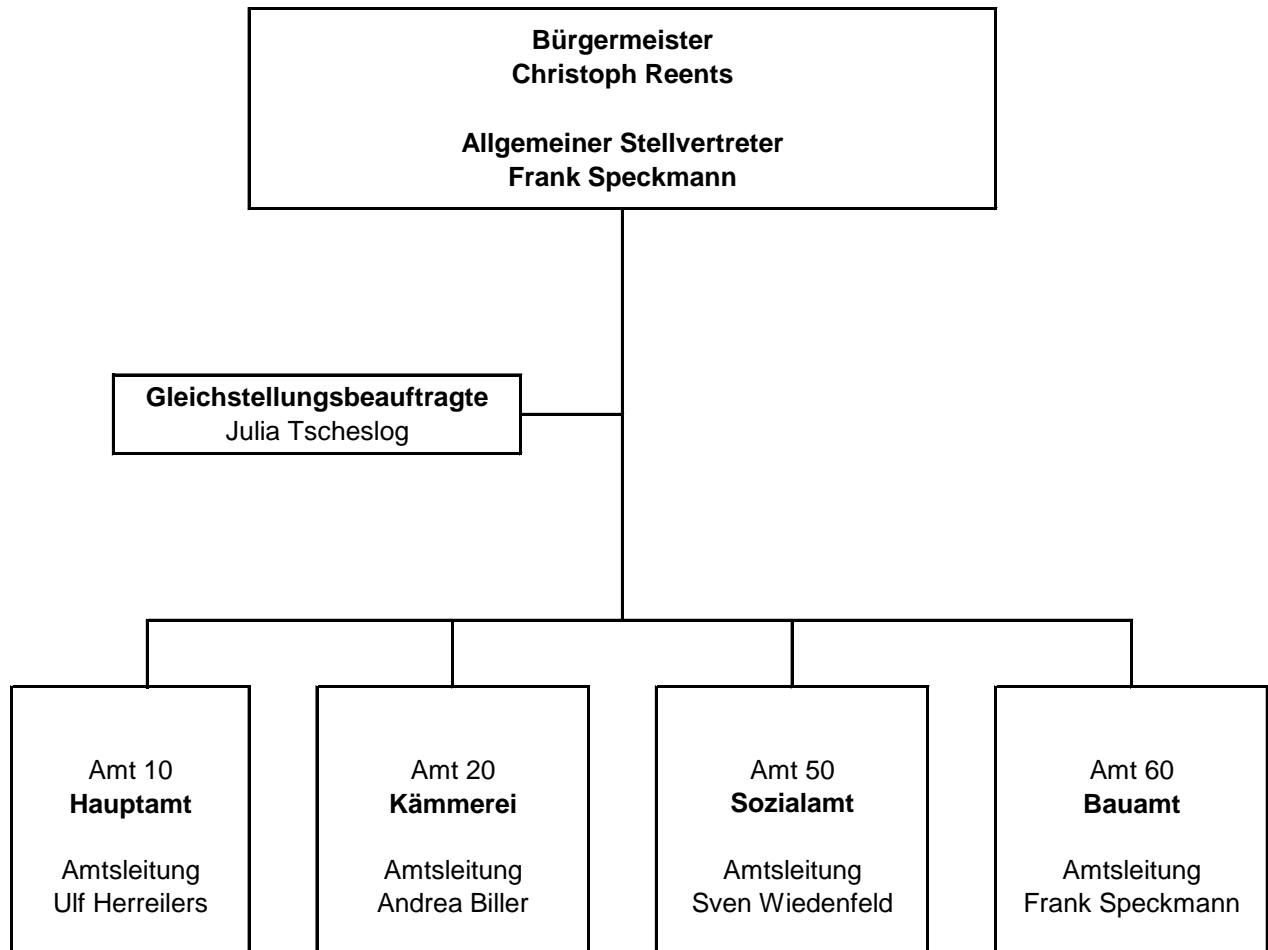 Bürgermeister
Christoph Reents
Allgemeiner Stellvertreter
Frank Speckmann
Gleichstellungsbeauftragte
Julia Tscheslog
Amt 10
Hauptamt
Amtsleitung
Ulf Herreilers
Amt 20
Kämmerei
Amtsleitung
Andrea Biller
Amt 50
Sozialamt
Amtsleitung
Sven Wiedenfeld
Amt 60
Bauamt
Amtsleitung
Frank Speckmann